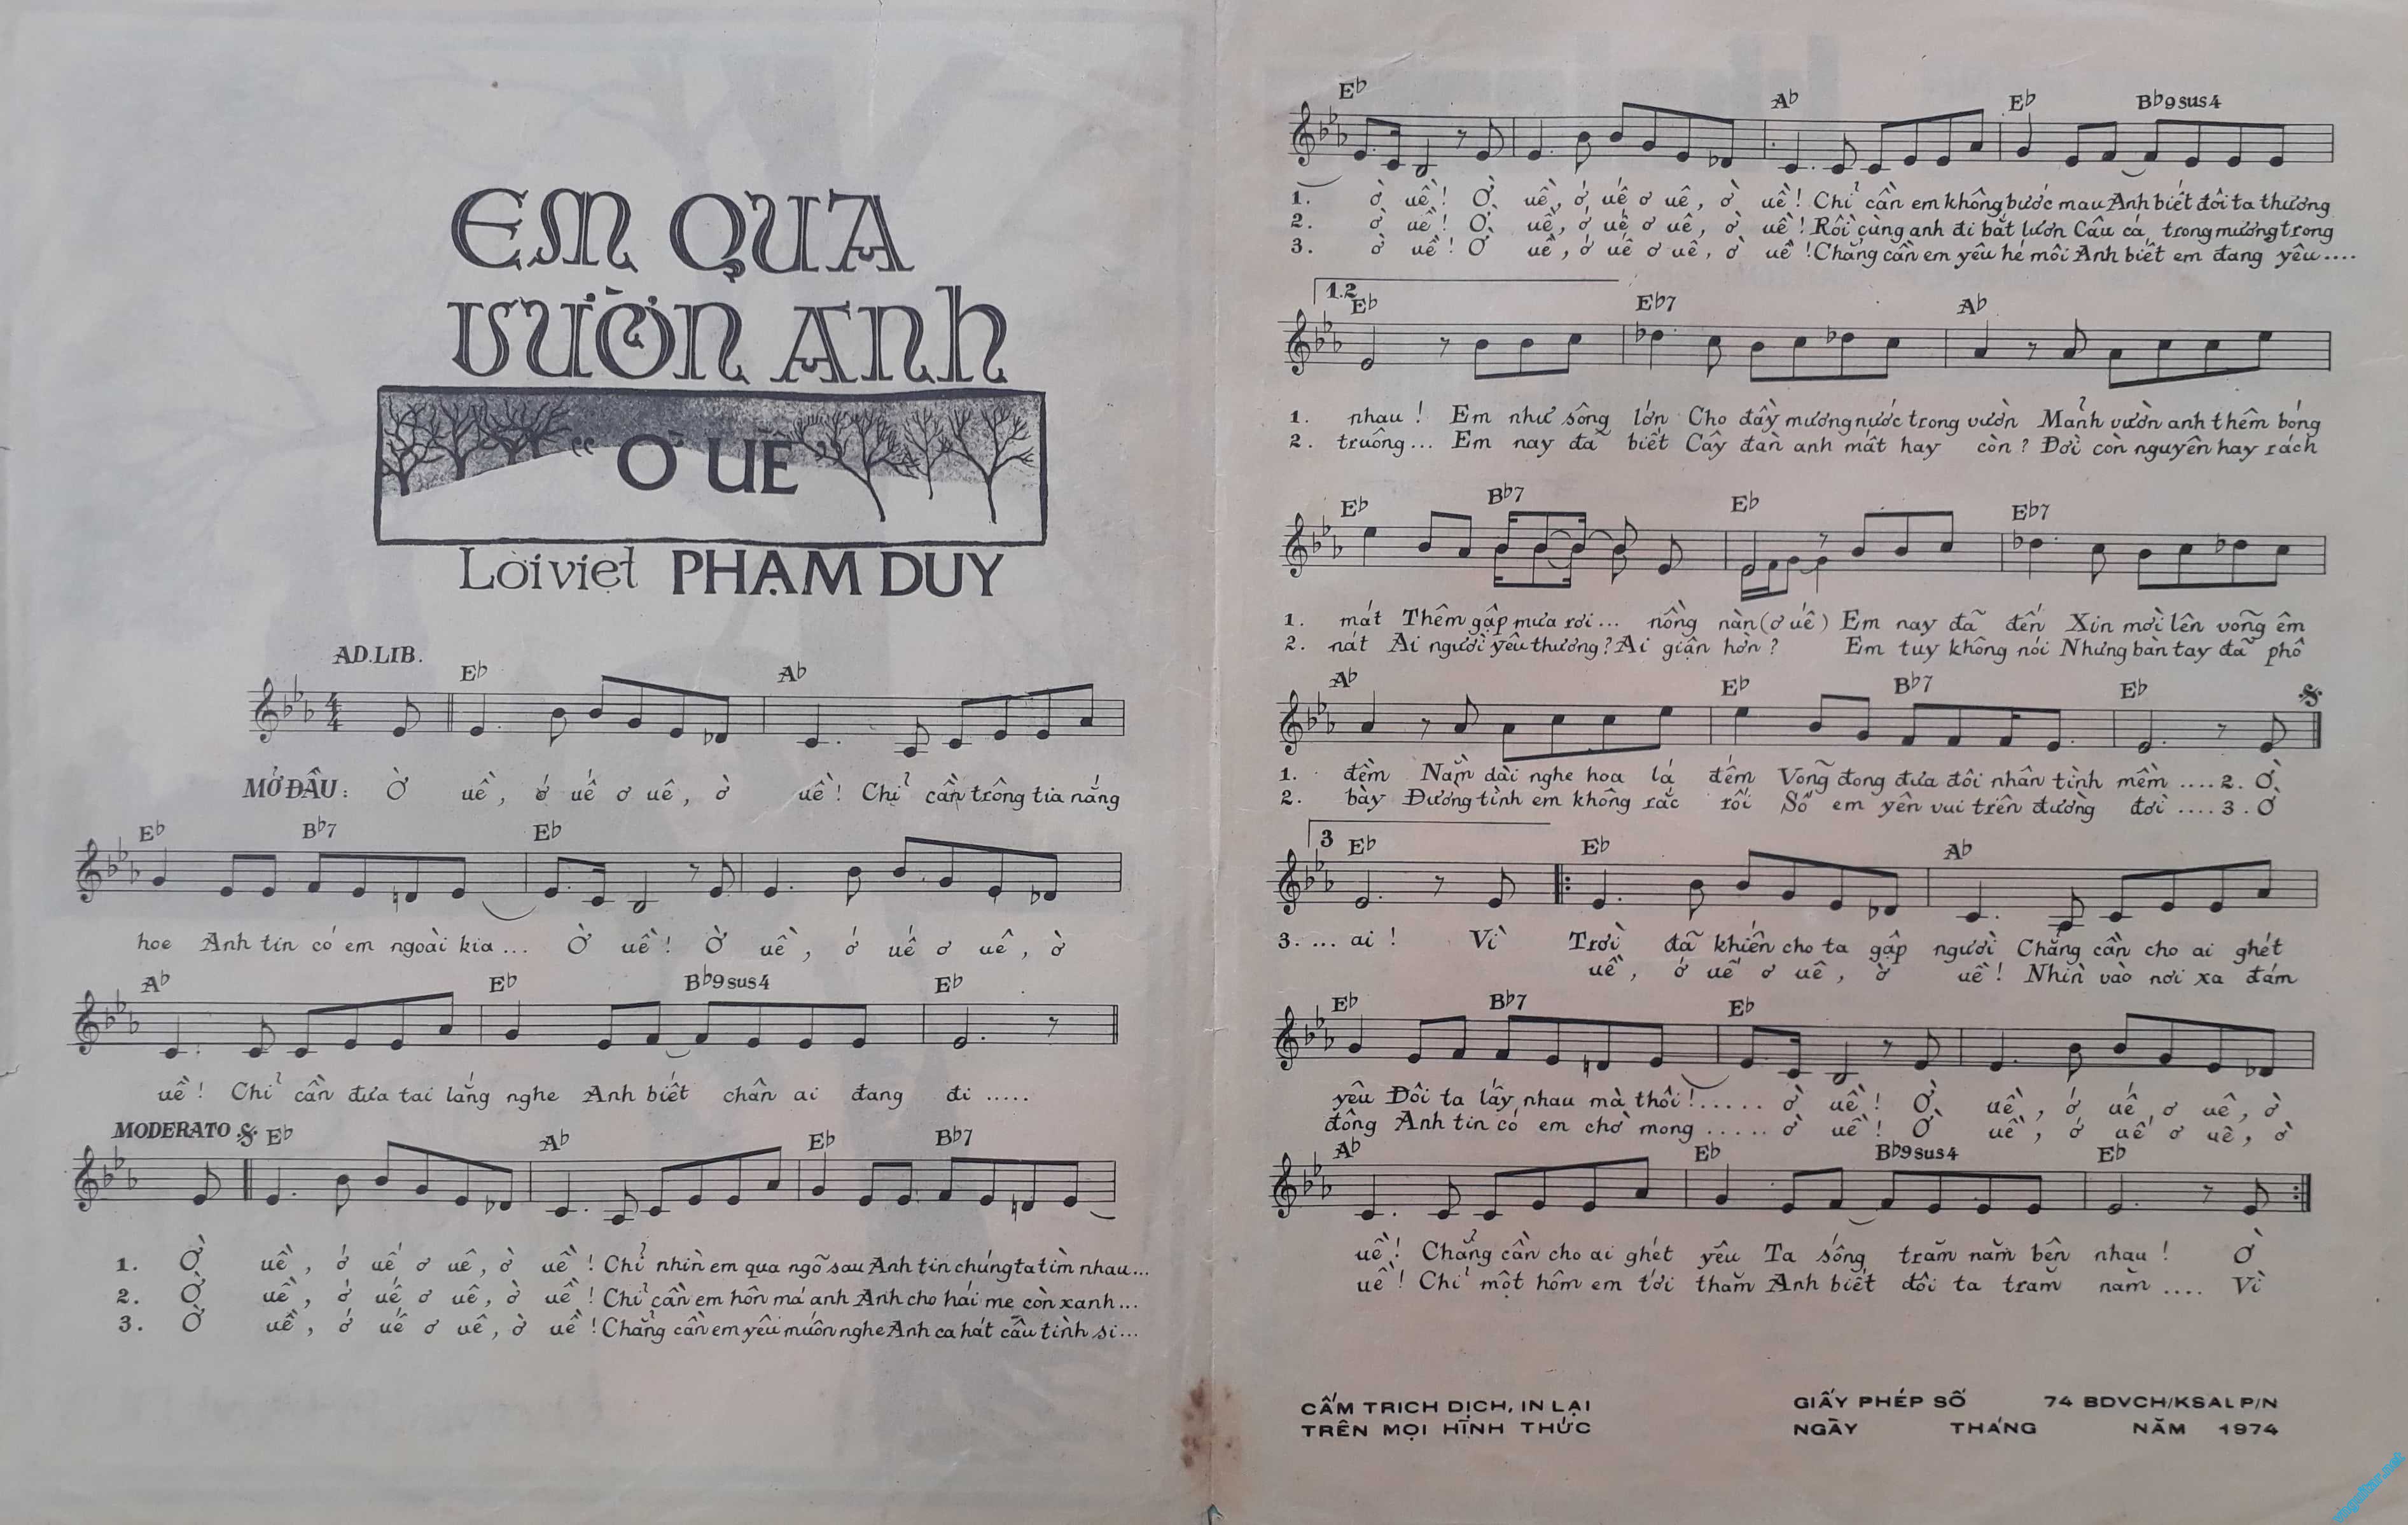 EM QUA
VƯỜN ANH
“Ờ UỀ”
Lời việt PHẠM DUY
AD.LIB.
Eb Ab
4 4
MỞ ĐẦU : Ờ uề, ớ uế ơ uê, ờ uề! Chỉ cần trông tia nắng
Eb Bb7 Eb
hoe Anh tin có em ngoài kia... Ờ uề! Ờ uề, ớ uế ơ uê, ờ
Ab Eb Bb9sus4 Eb
uề! Chỉ cần đưa tai lắng nghe Anh biết chân ai đang đi .....
MODERATO Eb Ab Eb Bb7
1. Ờ uề, ớ uế ơ uê, ờ uề! Chỉ nhìn em qua ngõ sau Anh tin chúng ta tìm nhau...
2. Ờ uề, ớ uế ơ uê, ờ uề! Chỉ cần em hôn má anh Anh cho hái me còn xanh...
3. Ờ uề, ớ uế ơ uê, ờ uề! Chẳng cần em yêu muốn nghe Anh ca hát câu tình si...
Eb Ab Eb Bb9sus4
1. ờ uề! Ờ uề, ớ uế ơ uê, ờ uề! Chỉ cần em không bước mau Anh biết đôi ta thương
2. ờ uề! Ờ uề, ớ uế ơ uê, ờ uề! Rồi cùng anh đi bắt lươn Câu cá trong mương trong
3. ờ uề! Ờ uề, ớ uế ơ uê, ờ uề! Chẳng cần em yêu hé môi Anh biết em đang yêu....
1.2
Eb Eb7 Ab
1. nhau! Em như sông lớn Cho đầy mương nước trong vườn Mảnh vườn anh thêm bóng
2. truông... Em nay đã biết Cây đàn anh mất hay còn? Đời còn nguyên hay rách
Eb Bb7 Eb Eb7
1. mát Thêm gập mưa rơi... nồng nàn (ơ uế) Em nay đã đến Xin mời lên võng êm
2. nát Ai người yêu thương? Ai giận hờn? Em tuy không nói Nhưng bàn tay đã phô
Ab Eb Bb7 Eb
1. đềm Nằm dài nghe hoa lá đếm Võng đong đưa đôi nhân tình mềm ....2. Ờ
2. bày Đường tình em không rắc rối Số em yên vui trên đường đời ....3. Ờ
3 Eb Eb Ab
3. ... ai! Vì Trời đã khiến cho ta gập người Chẳng cần cho ai ghét
uề, ớ uế ơ uê, ờ uề! Nhìn vào nơi xa đám
Eb Bb7 Eb
yêu Đôi ta lấy nhau mà thôi!..... ờ uề! Ờ uề, ớ uế ơ uê, ờ
đông Anh tin có em chờ mong ..... ờ uề! Ờ uề, ớ uế ơ uê, ờ
Ab Eb Bb9sus4 Eb
uề! Chẳng cần cho ai ghét yêu Ta sống trăm năm bên nhau! Ờ
uề! Chỉ một hôm em tới thăm Anh biết đôi ta trăm năm .... Vì
CẤM TRICH DỊCH, IN LẠI
TRÊN MỌI HÌNH THỨC
GIẤY PHÉP SỐ 74 BDVCH/KSALP/N
NGÀY THÁNG NĂM 1974